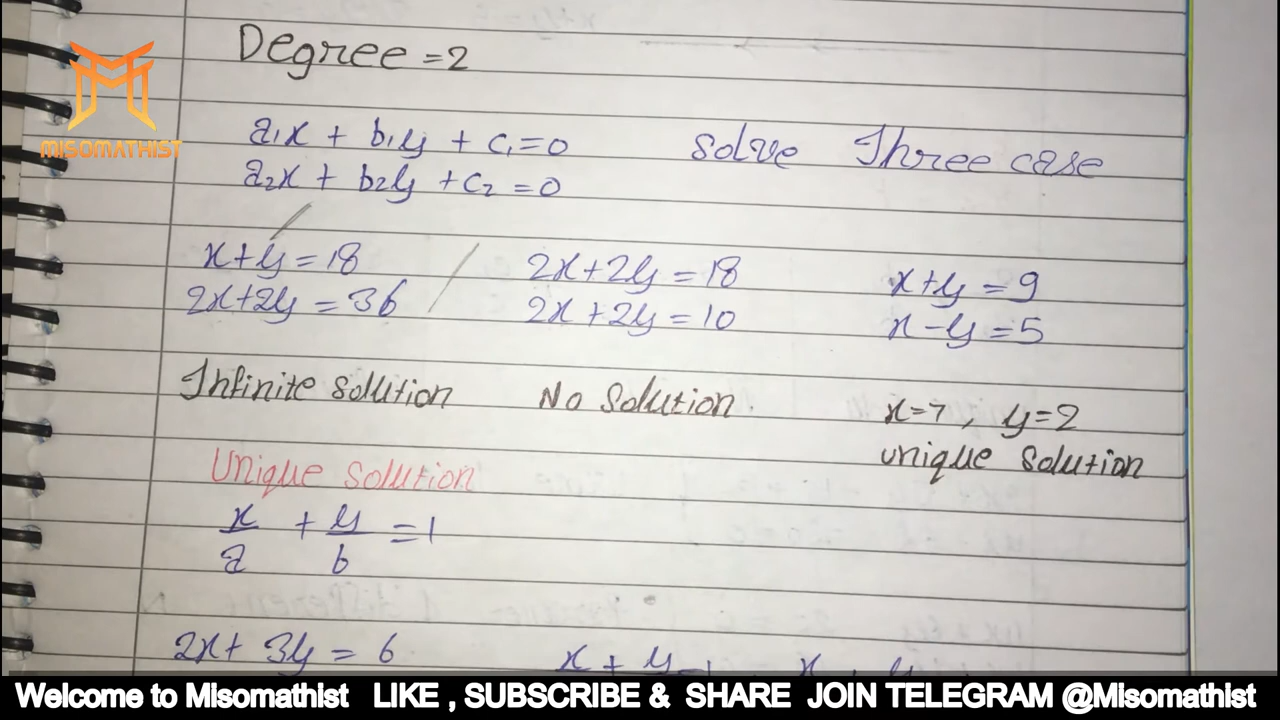 Degree = 2
MISOMATHIST
a₁x + b₁y + c₁ = 0 solve Three case
a₂x + b₂y + c₂ = 0
x + y = 18 2x + 2y = 18 x + y = 9
2x + 2y = 36 2x + 2y = 10 x - y = 5
Infinite solution No Solution. x = 7, y = 2
unique solution
Unique Solution
x/a + y/b = 1
2x + 3y = 6
Welcome to Misomathist LIKE , SUBSCRIBE & SHARE JOIN TELEGRAM @Misomathist